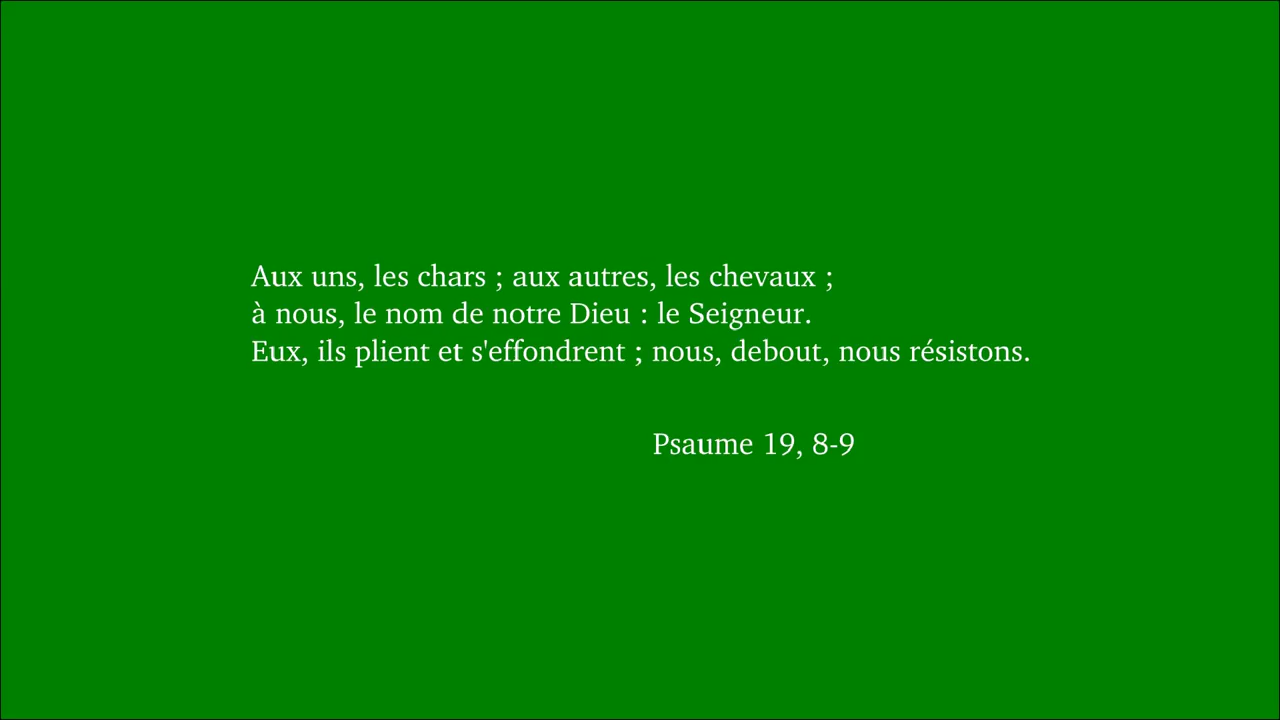 Aux uns, les chars ; aux autres, les chevaux ;
à nous, le nom de notre Dieu : le Seigneur.
Eux, ils plient et s'effondrent ; nous, debout, nous résistons.
Psaume 19, 8-9